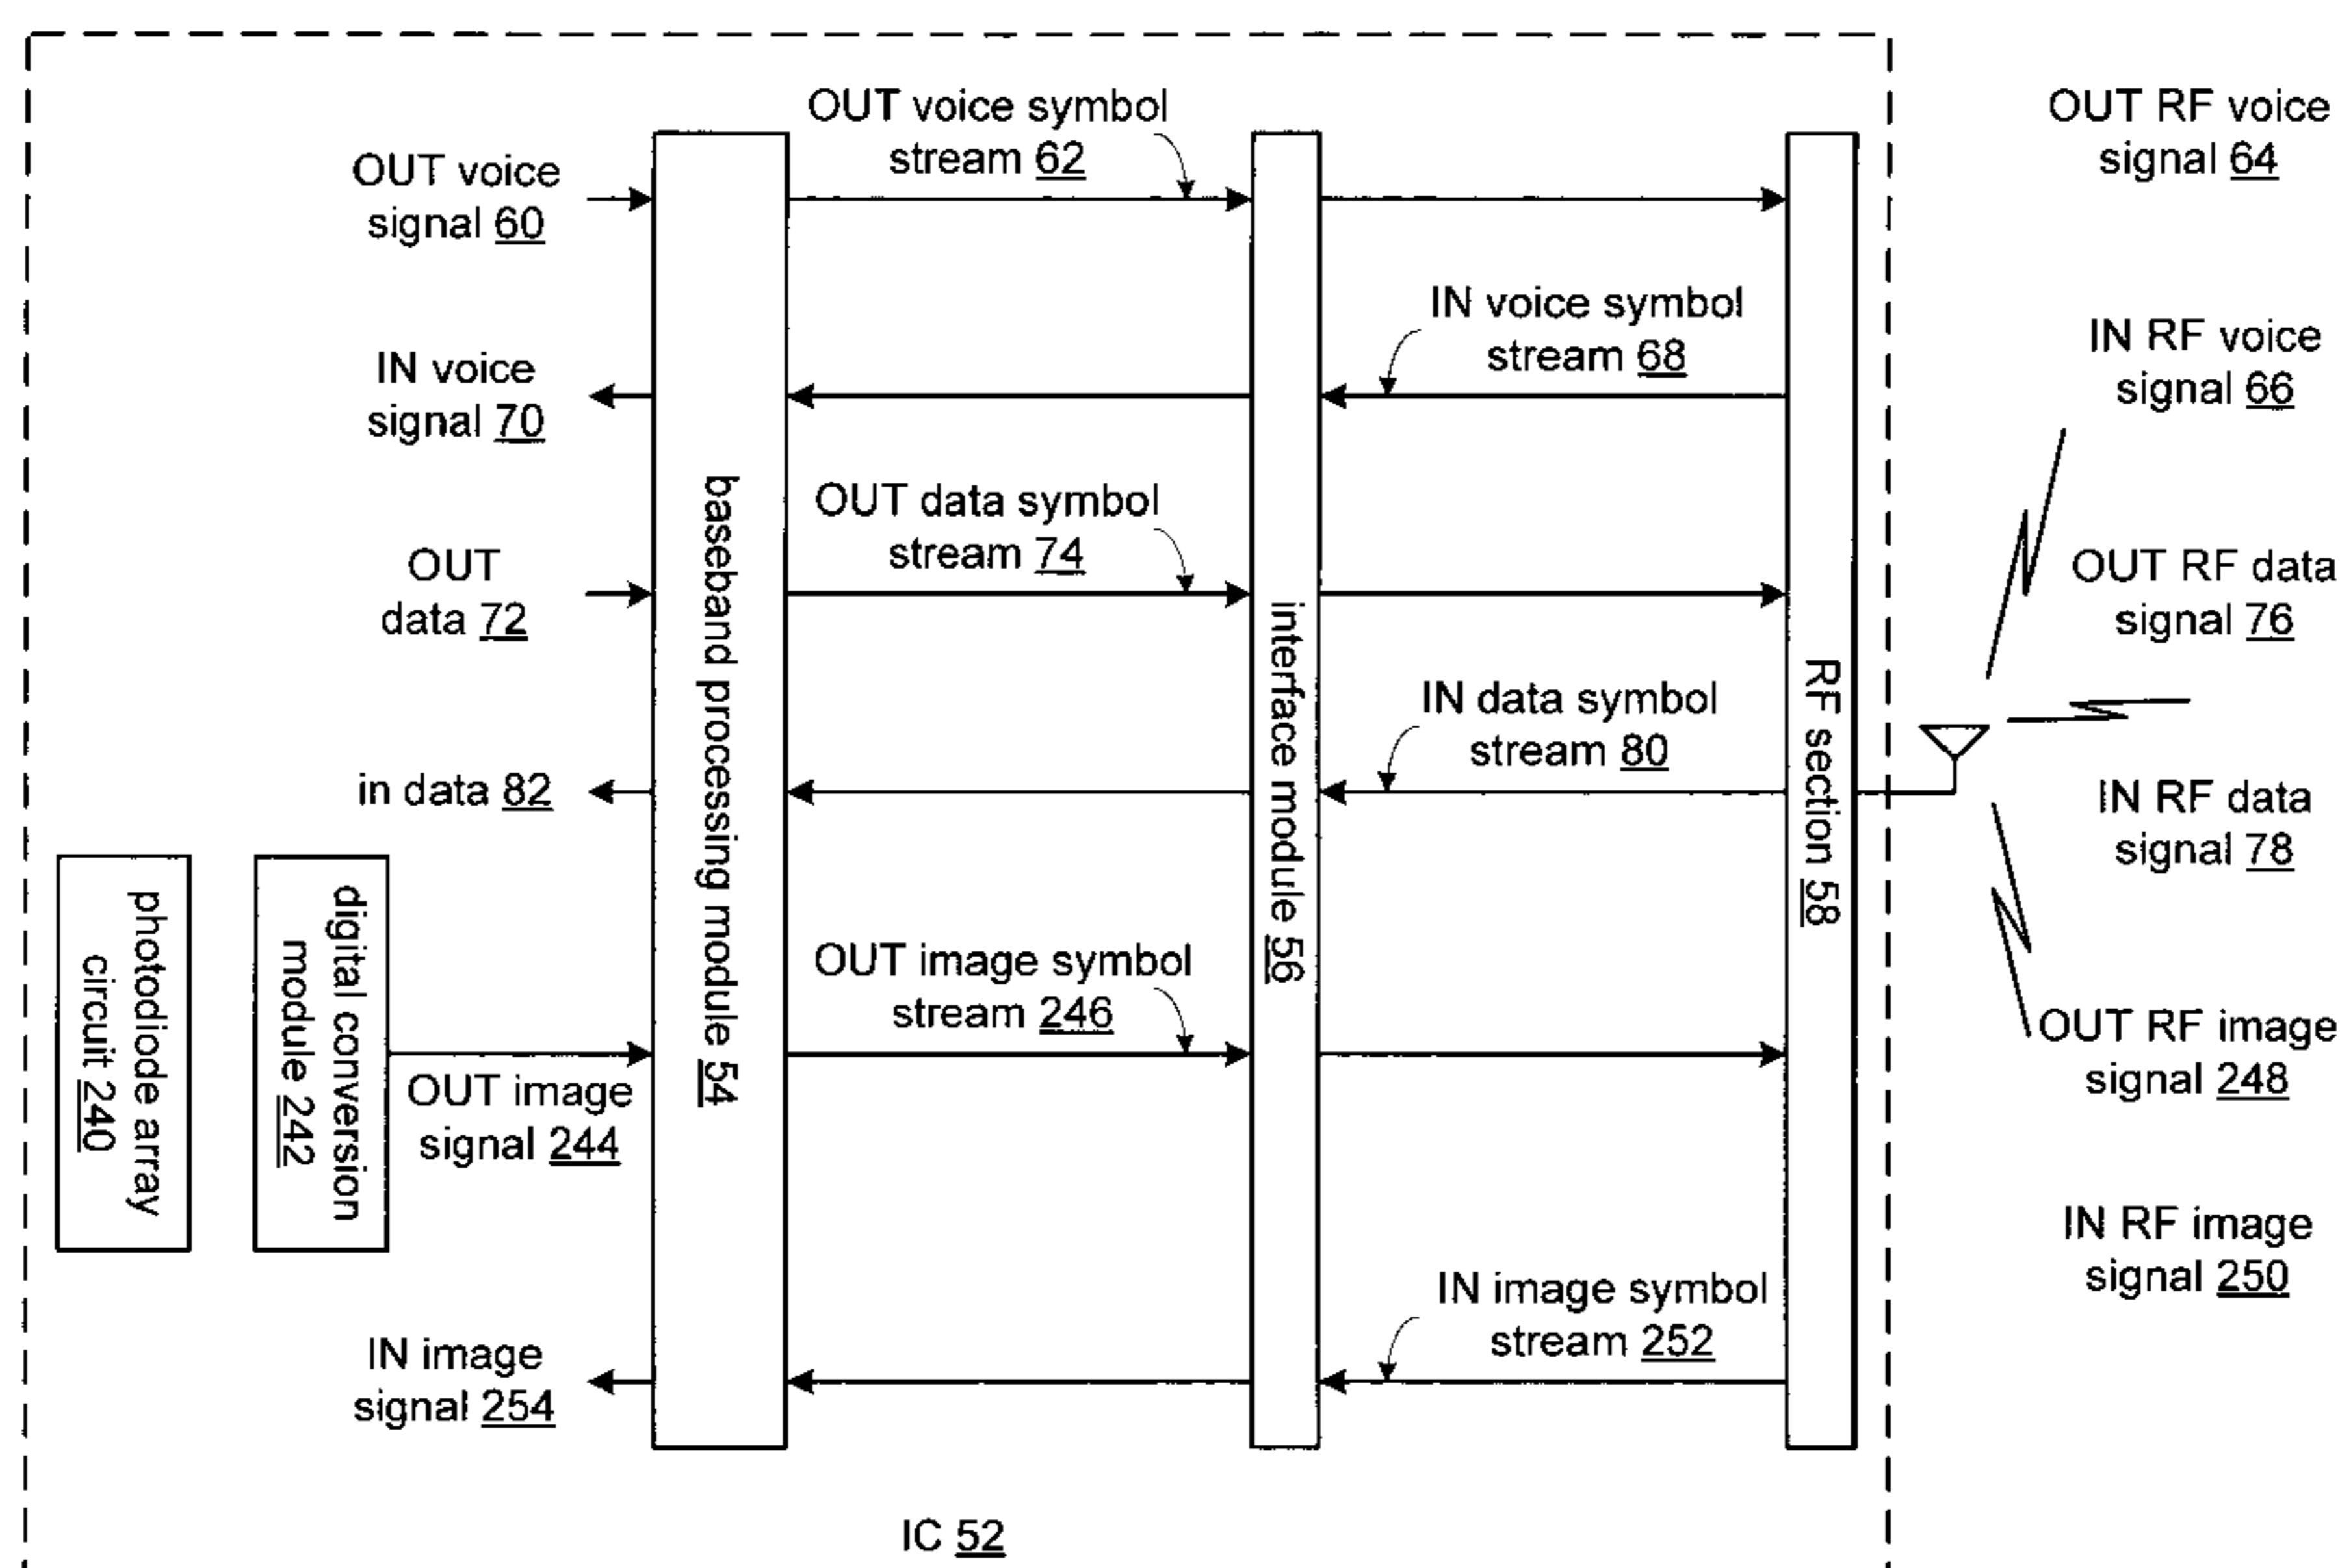 OUT voice
signal 60
OUT voice symbol
stream 62
OUT RF voice
signal 64
IN voice
signal 70
IN voice symbol
stream 68
IN RF voice
signal 66
OUT
data 72
OUT data symbol
stream 74
OUT RF data
signal 76
in data 82
IN data symbol
stream 80
IN RF data
signal 78
baseband processing module 54
interface module 56
RF section 58
photodiode array
circuit 240
digital conversion
module 242
OUT image
signal 244
OUT image symbol
stream 246
OUT RF image
signal 248
IN image
signal 254
IN image symbol
stream 252
IN RF image
signal 250
IC 52